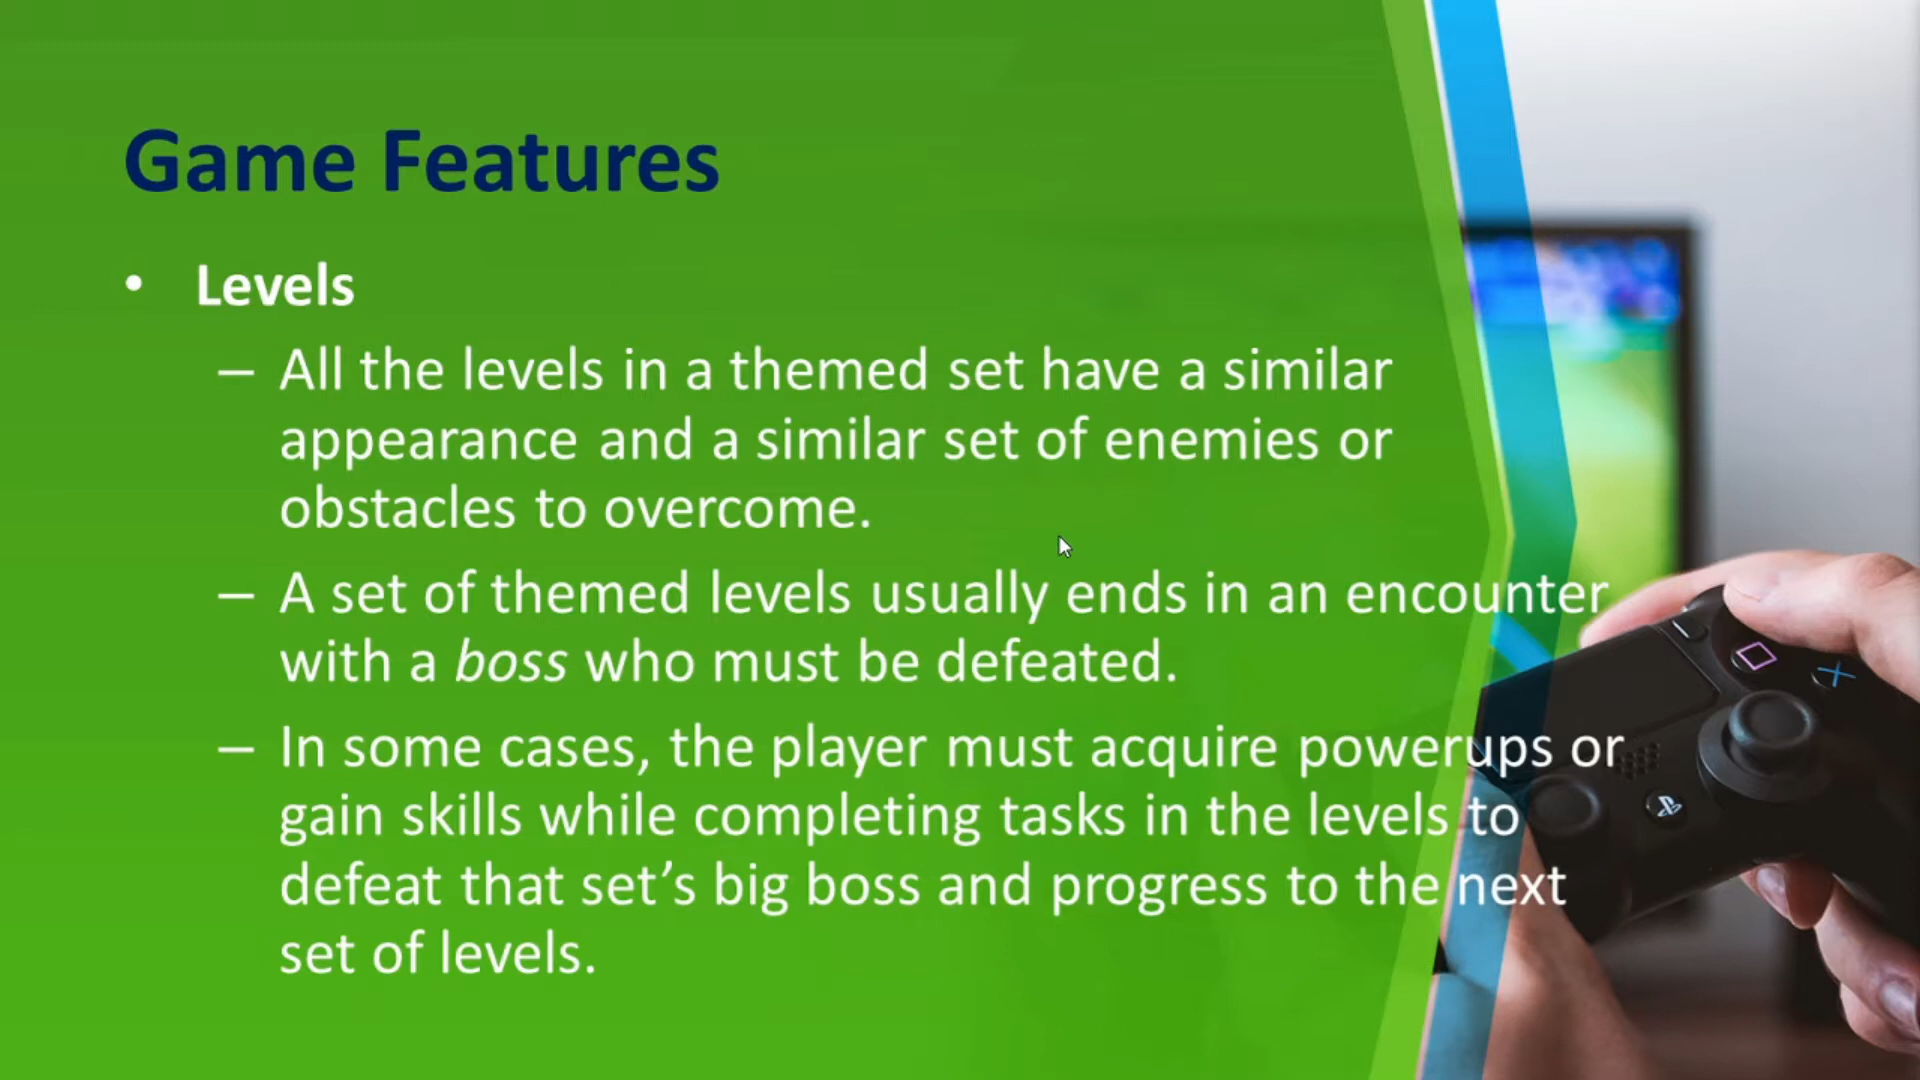 Game Features
• Levels
– All the levels in a themed set have a similar
appearance and a similar set of enemies or
obstacles to overcome.
– A set of themed levels usually ends in an encounter
with a boss who must be defeated.
– In some cases, the player must acquire powerups or
gain skills while completing tasks in the levels to
defeat that set’s big boss and progress to the next
set of levels.